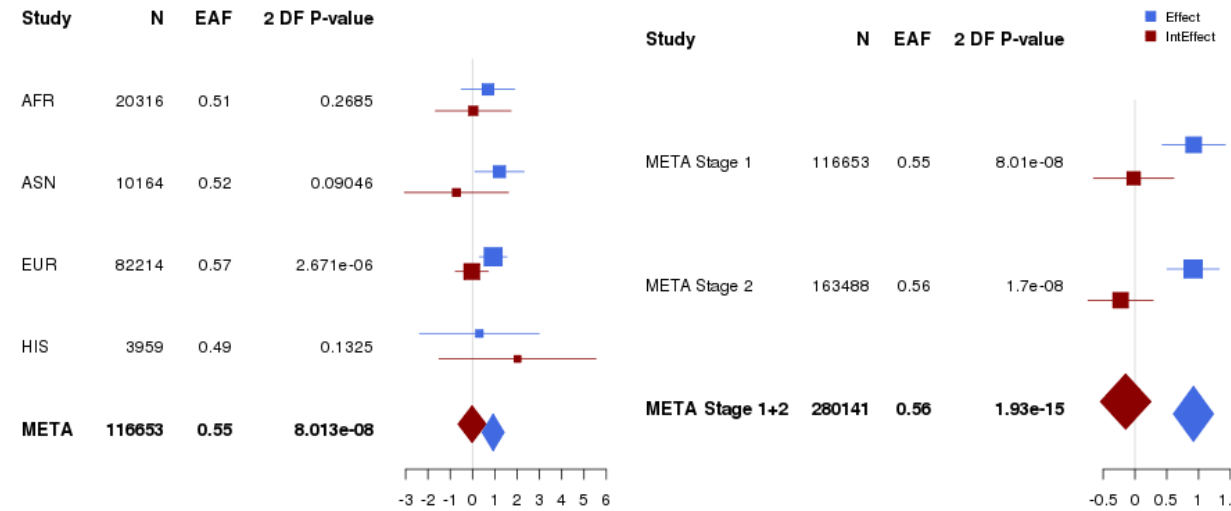 Study N EAF 2 DF P-value
AFR 20316 0.51 0.2685
ASN 10164 0.52 0.09046
EUR 82214 0.57 2.671e-06
HIS 3959 0.49 0.1325
META 116653 0.55 8.013e-08
-3 -2 -1 0 1 2 3 4 5 6
Effect
IntEffect
Study N EAF 2 DF P-value
META Stage 1 116653 0.55 8.01e-08
META Stage 2 163488 0.56 1.7e-08
META Stage 1+2 280141 0.56 1.93e-15
-0.5 0 0.5 1